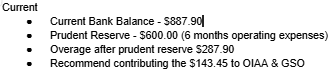 Current
• Current Bank Balance - $887.90
• Prudent Reserve - $600.00 (6 months operating expenses)
• Overage after prudent reserve $287.90
• Recommend contributing the $143.45 to OIAA & GSO